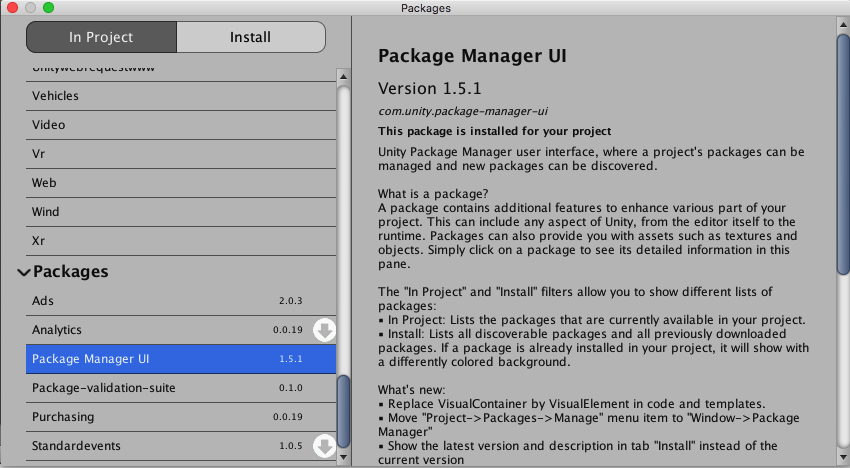 Packages
In Project
Install
Unitywebrequestwww
Vehicles
Video
Vr
Web
Wind
Xr
Packages
Ads 2.0.3
Analytics 0.0.19
Package Manager UI 1.5.1
Package-validation-suite 0.1.0
Purchasing 0.0.19
Standardevents 1.0.5
Package Manager UI
Version 1.5.1
com.unity.package-manager-ui
This package is installed for your project
Unity Package Manager user interface, where a project's packages can be
managed and new packages can be discovered.
What is a package?
A package contains additional features to enhance various part of your
project. This can include any aspect of Unity, from the editor itself to the
runtime. Packages can also provide you with assets such as textures and
objects. Simply click on a package to see its detailed information in this
pane.
The "In Project" and "Install" filters allow you to show different lists of
packages:
▪ In Project: Lists the packages that are currently available in your project.
▪ Install: Lists all discoverable packages and all previously downloaded
packages. If a package is already installed in your project, it will show with
a differently colored background.
What's new:
▪ Replace VisualContainer by VisualElement in code and templates.
▪ Move "Project->Packages->Manage" menu item to "Window->Package
Manager"
▪ Show the latest version and description in tab "Install" instead of the
current version